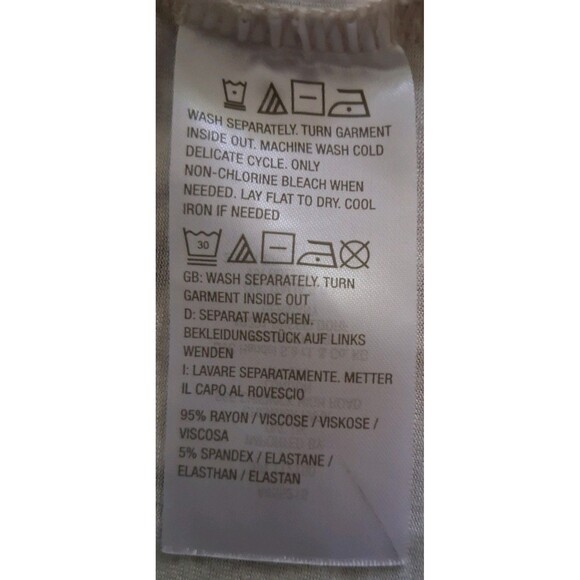 WASH SEPARATELY. TURN GARMENT
INSIDE OUT. MACHINE WASH COLD
DELICATE CYCLE. ONLY
NON-CHLORINE BLEACH WHEN
NEEDED. LAY FLAT TO DRY. COOL
IRON IF NEEDED
30
GB: WASH SEPARATELY. TURN
GARMENT INSIDE OUT
D: SEPARAT WASCHEN.
BEKLEIDUNGSSTÜCK AUF LINKS
WENDEN
I: LAVARE SEPARATAMENTE. METTER
IL CAPO AL ROVESCIO
95% RAYON / VISCOSE / VISKOSE /
VISCOSA
5% SPANDEX / ELASTANE /
ELASTHAN / ELASTAN